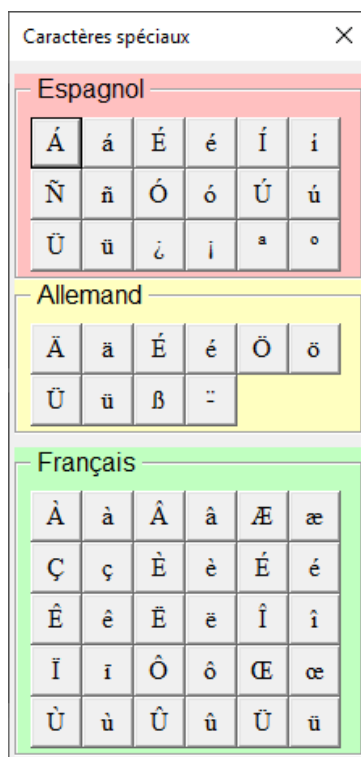 Caractères spéciaux
Espagnol
Á á É é Í í
Ñ ñ Ó ó Ú ú
Ü ü ¿ ¡ ª º
Allemand
Ä ä É é Ö ö
Ü ü ß
Français
À à Â â Æ æ
Ç ç È è É é
Ê ê Ë ë Î î
Ï ï Ô ô Œ œ
Ù ù Û û Ü ü